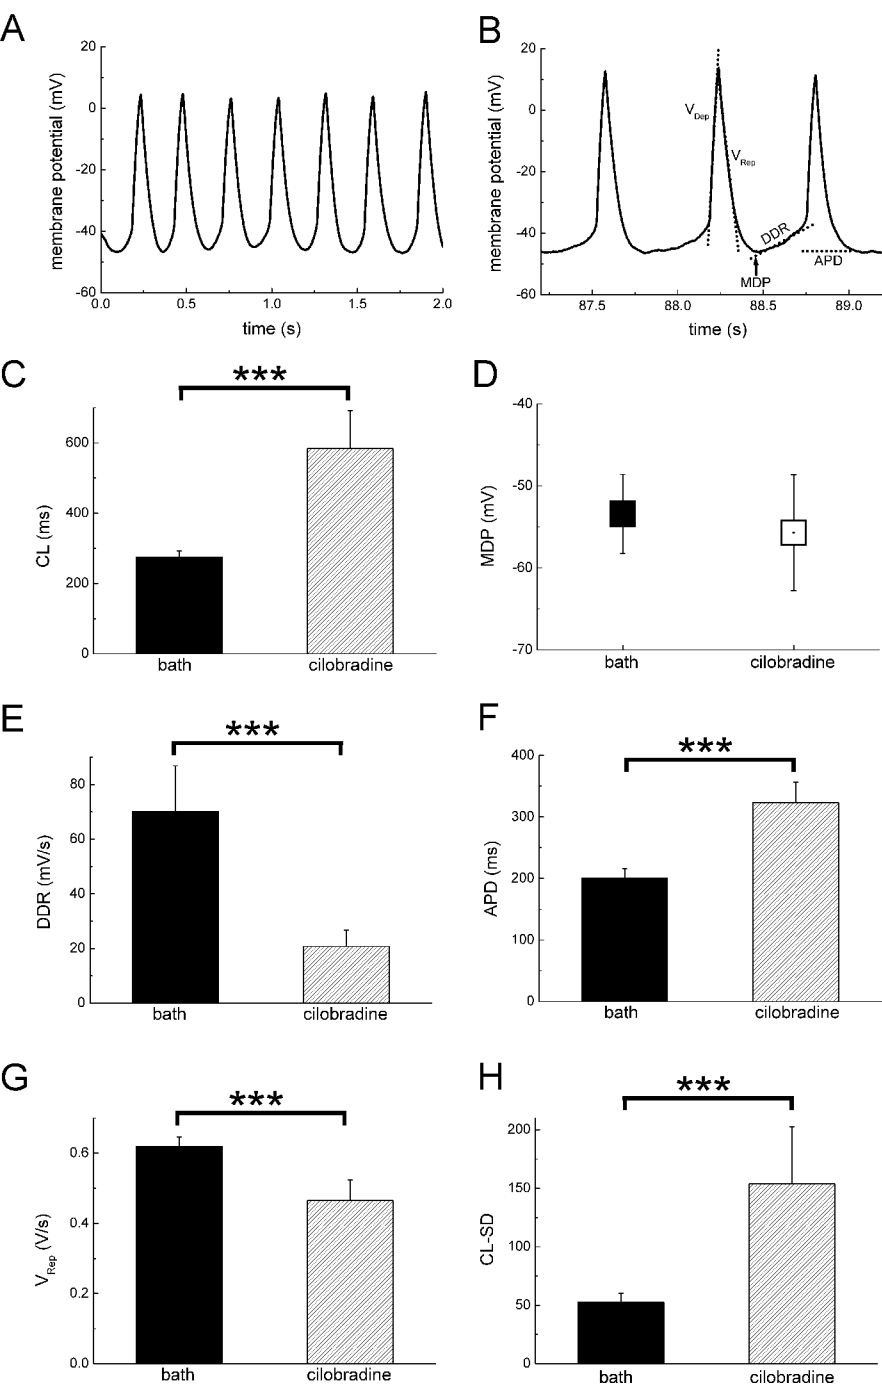 A
membrane potential (mV)
20
0
-20
-40
-60
0.0 0.5 1.0 1.5 2.0
time (s)
B
membrane potential (mV)
20
0
-20
-40
-60
V Dep
V Rep
DDR
APD
MDP
87.5 88.0 88.5 89.0
time (s)
C
***
CL (ms)
600
400
200
0
bath cilobradine
D
MDP (mV)
-40
-50
-60
-70
bath cilobradine
E
***
DDR (mV/s)
80
60
40
20
0
bath cilobradine
F
***
APD (ms)
400
300
200
100
0
bath cilobradine
G
***
V Rep (V/s)
0.6
0.4
0.2
0.0
bath cilobradine
H
***
CL-SD
200
150
100
50
0
bath cilobradine